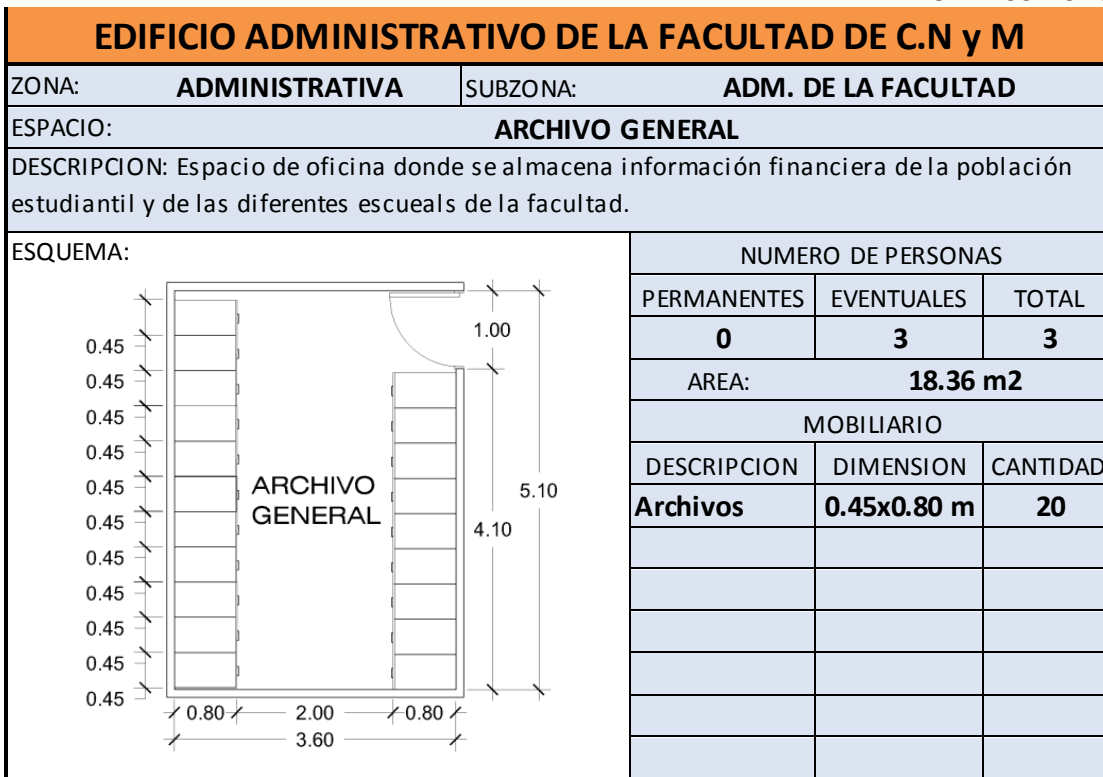 EDIFICIO ADMINISTRATIVO DE LA FACULTAD DE C.N y M
ZONA: ADMINISTRATIVA SUBZONA: ADM. DE LA FACULTAD
ESPACIO: ARCHIVO GENERAL
DESCRIPCION: Espacio de oficina donde se almacena información financiera de la población
estudiantil y de las diferentes escueals de la facultad.
ESQUEMA:
0.45
0.45
0.45
0.45
0.45
0.45
0.45
0.45
0.45
0.45
0.45
ARCHIVO
GENERAL
1.00
5.10
4.10
0.80 2.00 0.80
3.60
NUMERO DE PERSONAS
PERMANENTES EVENTUALES TOTAL
0 3 3
AREA: 18.36 m2
MOBILIARIO
DESCRIPCION DIMENSION CANTIDAD
Archivos 0.45x0.80 m 20